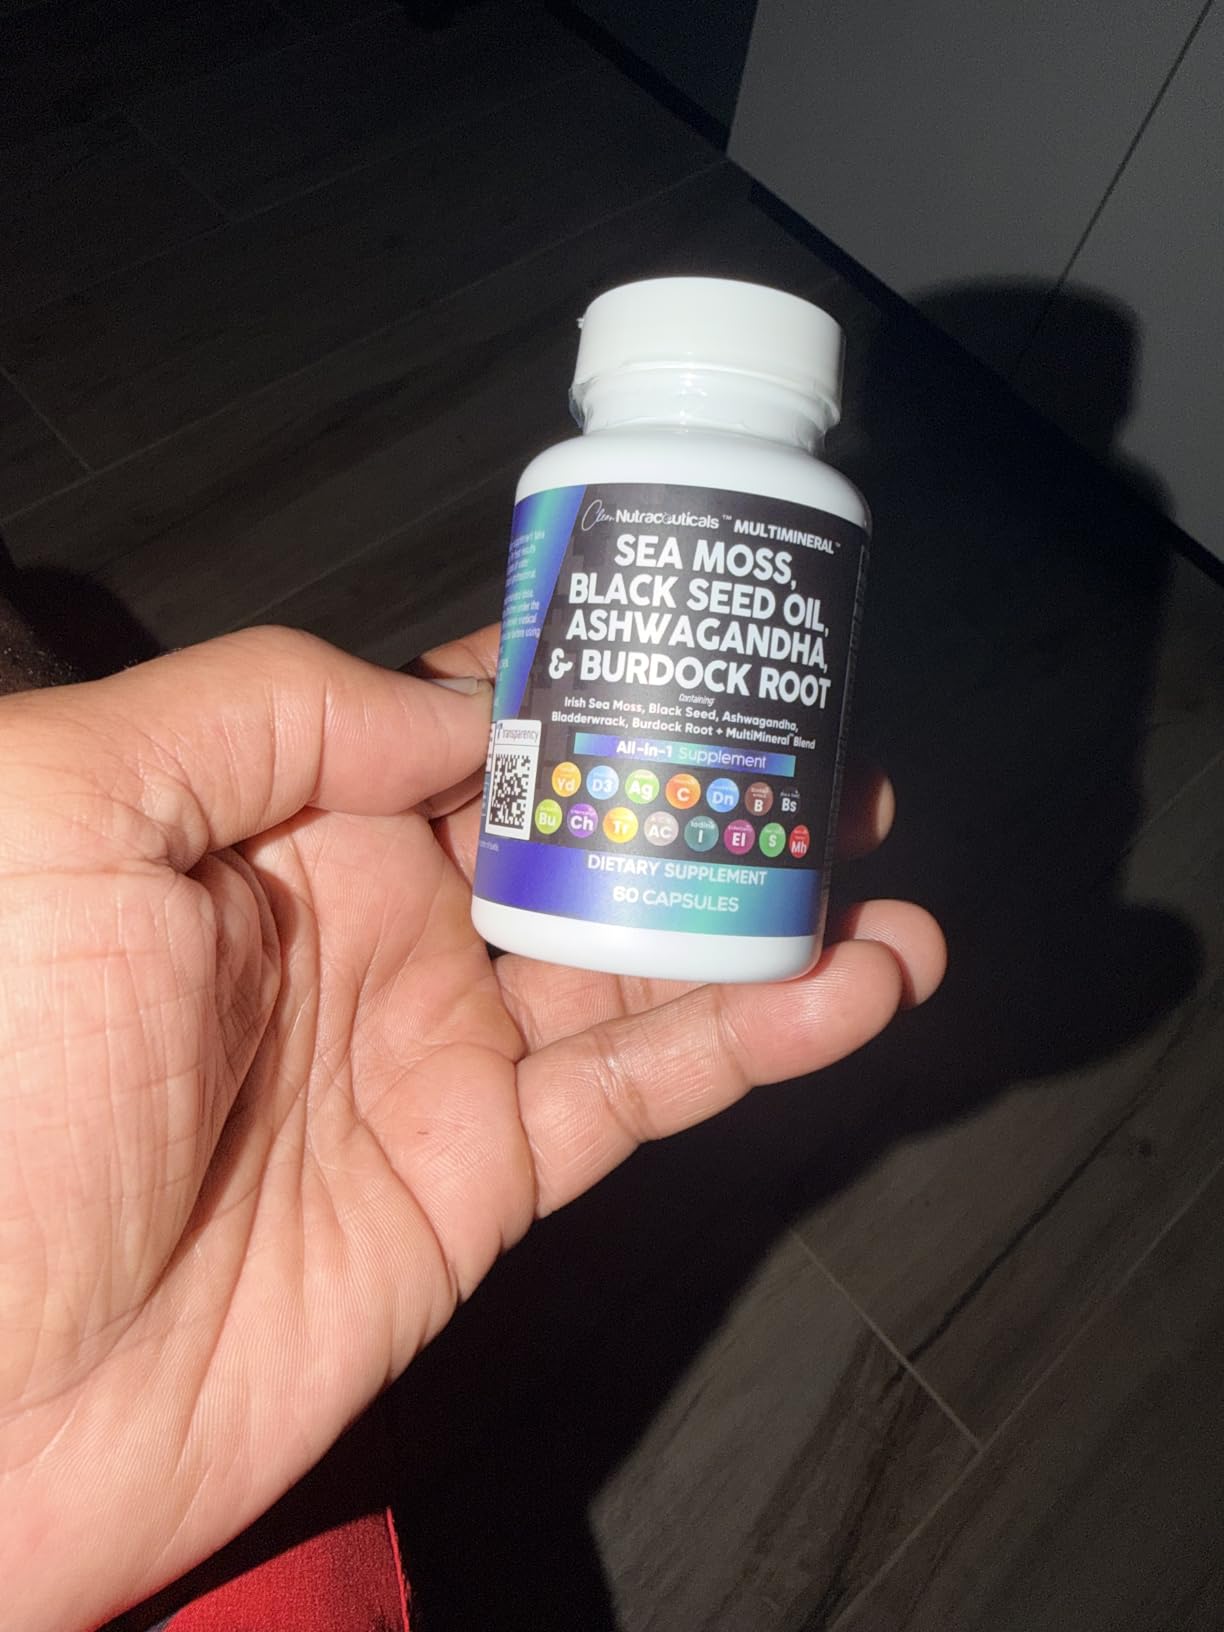 Clean Nutraceuticals™ MULTIMINERAL™
SEA MOSS,
BLACK SEED OIL,
ASHWAGANDHA,
& BURDOCK ROOT
Containing
Irish Sea Moss, Black Seed, Ashwagandha,
Bladderwrack, Burdock Root + MultiMineral™ Blend
All-in-1 Supplement
Yd D3 Ag C Dn B Bs
Bu Ch Tr AC Iodine I El S Mh
DIETARY SUPPLEMENT
60 CAPSULES
transparency